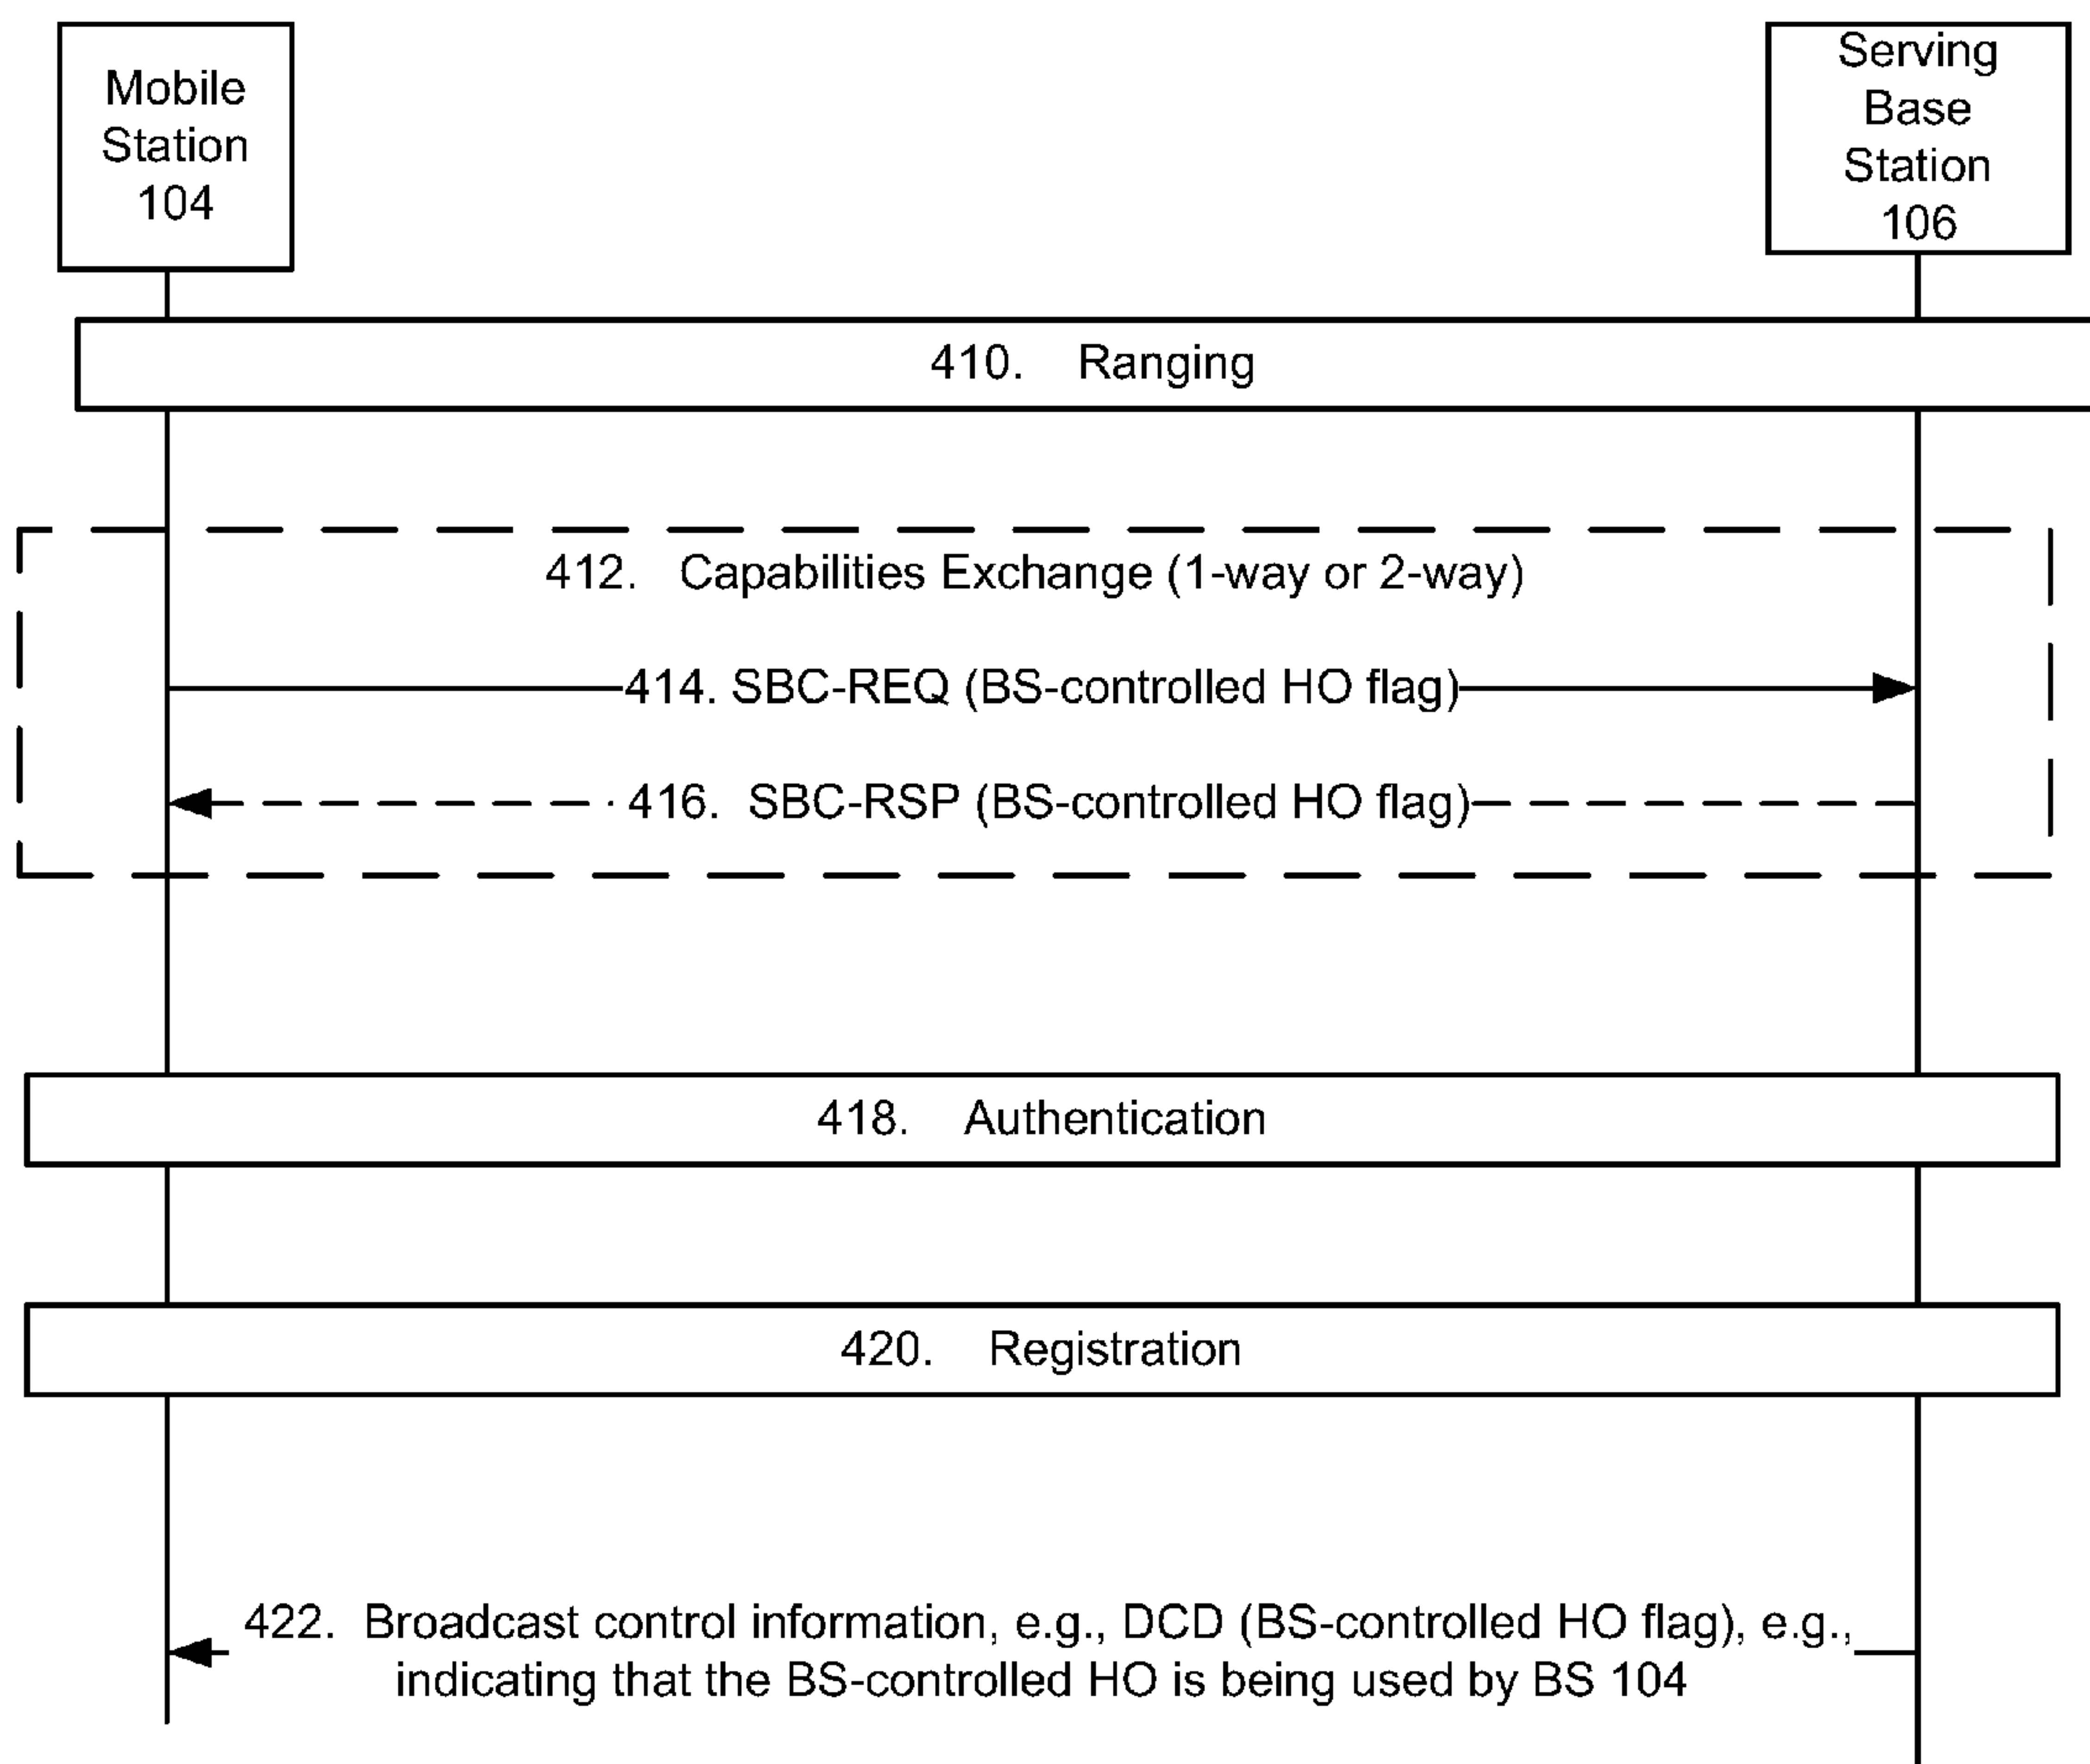 Mobile
Station
104
Serving
Base
Station
106
410. Ranging
412. Capabilities Exchange (1-way or 2-way)
414. SBC-REQ (BS-controlled HO flag)
416. SBC-RSP (BS-controlled HO flag)
418. Authentication
420. Registration
422. Broadcast control information, e.g., DCD (BS-controlled HO flag), e.g.,
indicating that the BS-controlled HO is being used by BS 104